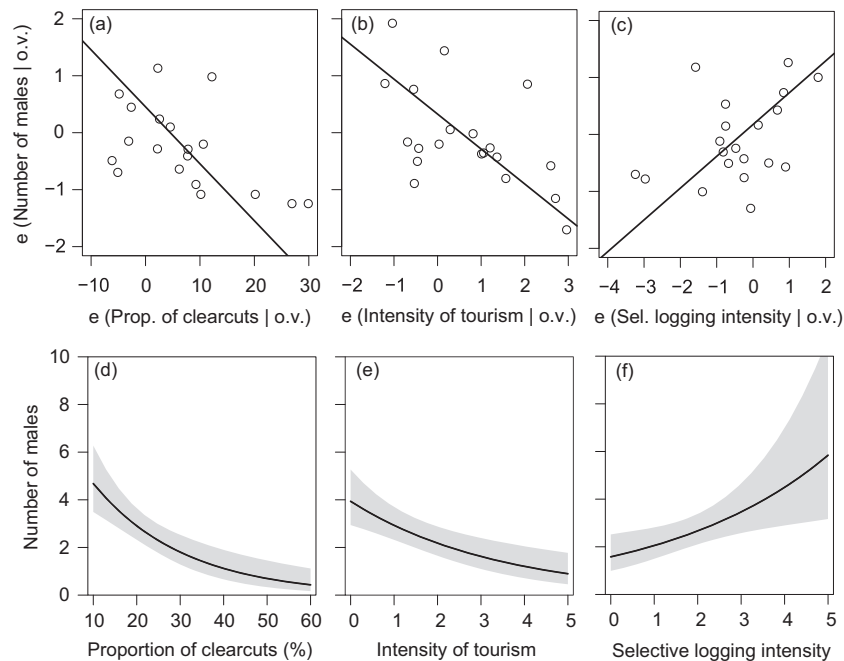 (a) (b) (c)
2
1
0
−1
−2
e (Number of males | o.v.)
−10 0 10 20 30 −2 −1 0 1 2 3 −4 −3 −2 −1 0 1 2
e (Prop. of clearcuts | o.v.) e (Intensity of tourism | o.v.) e (Sel. logging intensity | o.v.)
(d) (e) (f)
10
8
6
4
2
0
Number of males
10 20 30 40 50 60 0 1 2 3 4 5 0 1 2 3 4 5
Proportion of clearcuts (%) Intensity of tourism Selective logging intensity